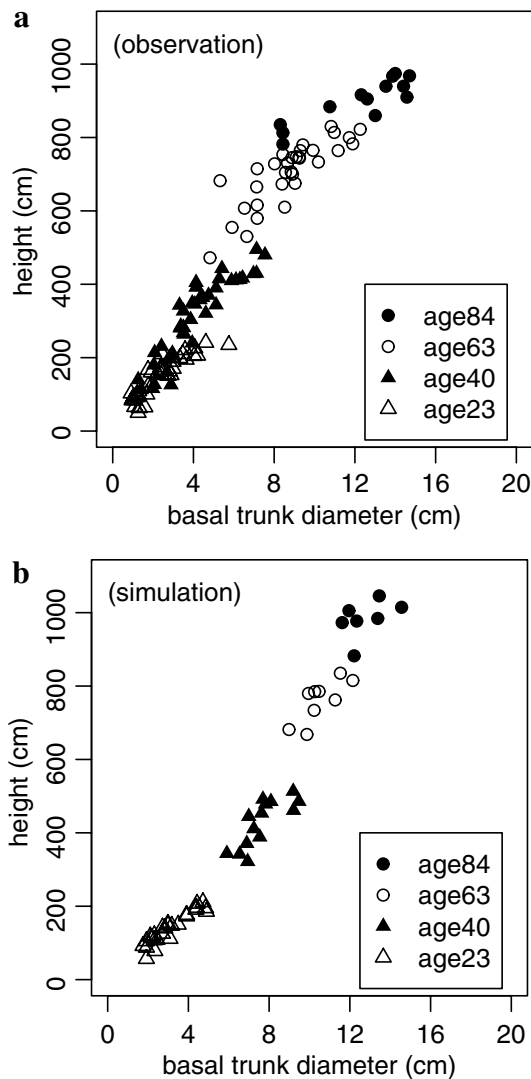 a
(observation)
1000
800
600
400
200
0
height (cm)
age84
age63
age40
age23
0 4 8 12 16 20
basal trunk diameter (cm)
b
(simulation)
1000
800
600
400
200
0
height (cm)
age84
age63
age40
age23
0 4 8 12 16 20
basal trunk diameter (cm)